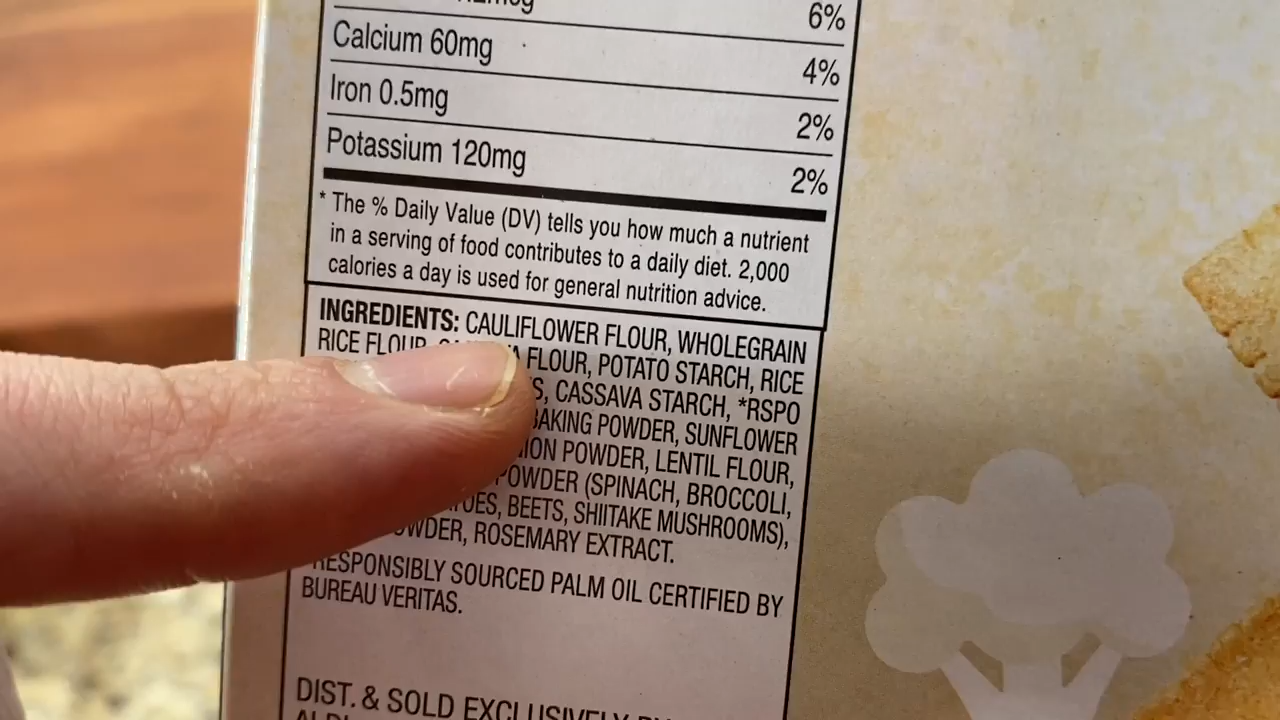 6%
Calcium 60mg 4%
Iron 0.5mg 2%
Potassium 120mg 2%
* The % Daily Value (DV) tells you how much a nutrient
in a serving of food contributes to a daily diet. 2,000
calories a day is used for general nutrition advice.
INGREDIENTS: CAULIFLOWER FLOUR, WHOLEGRAIN
RICE FLOUR, FLOUR, POTATO STARCH, RICE
CASSAVA STARCH, *RSPO
BAKING POWDER, SUNFLOWER
POWDER, LENTIL FLOUR,
POWDER (SPINACH, BROCCOLI,
BEETS, SHIITAKE MUSHROOMS),
ROSEMARY EXTRACT.
RESPONSIBLY SOURCED PALM OIL CERTIFIED BY
BUREAU VERITAS.
DIST. & SOLD EXCLUSIVELY BY
ALDI